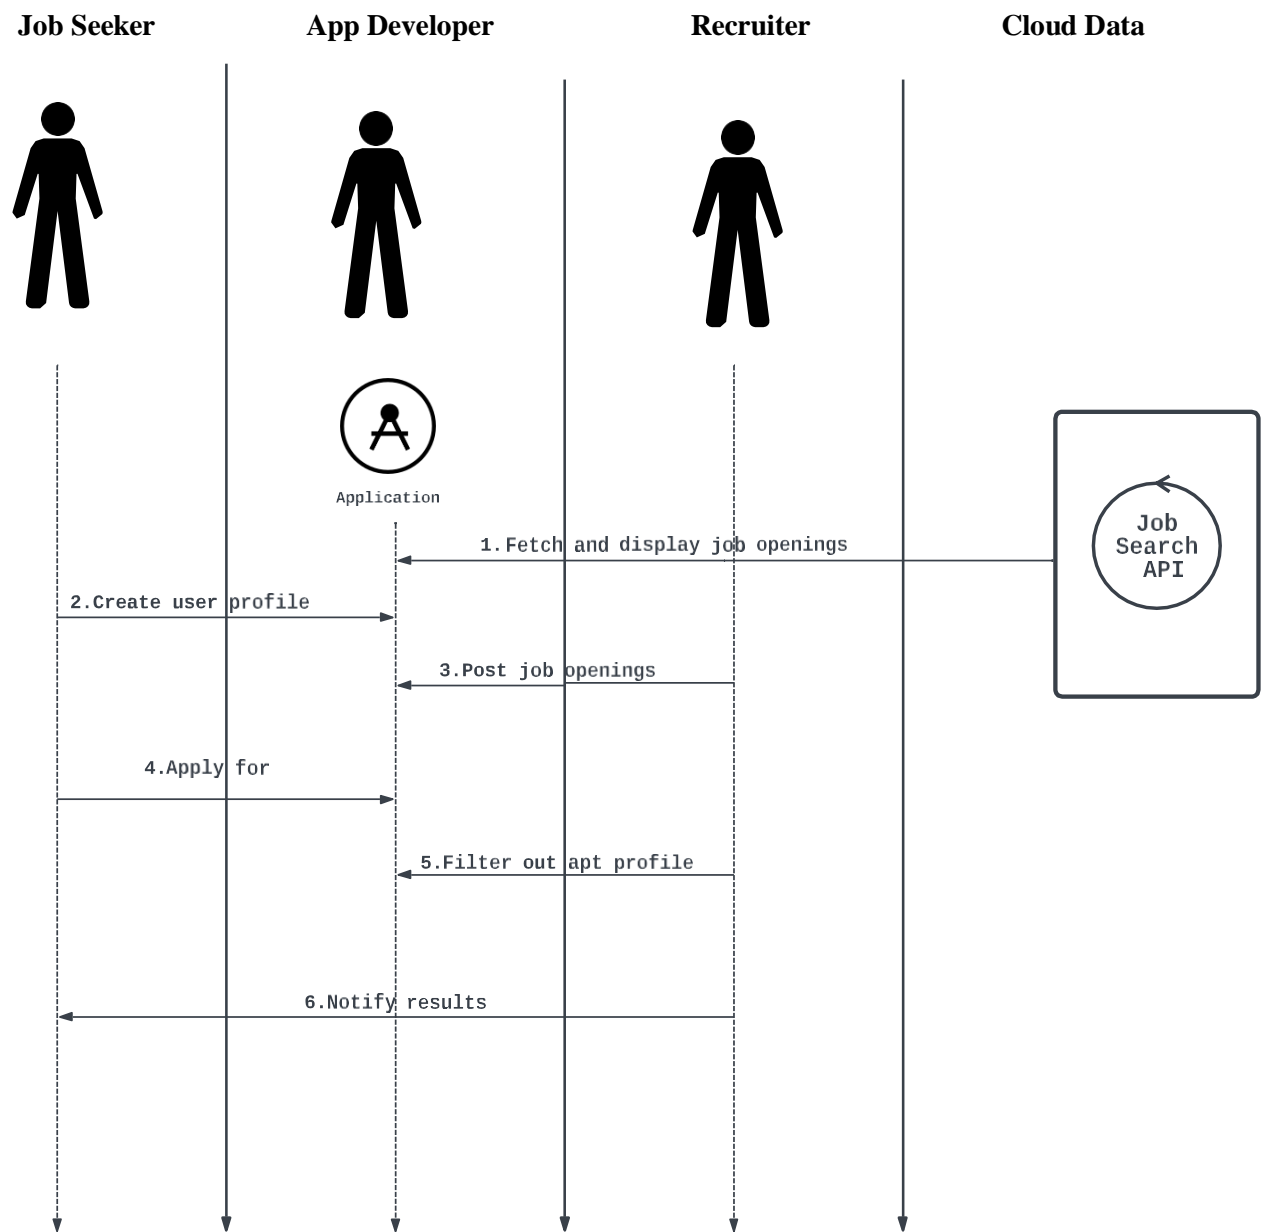 Job Seeker
App Developer
Recruiter
Cloud Data
Application
Job
Search
API
1.Fetch and display job openings
2.Create user profile
3.Post job openings
4.Apply for
5.Filter out apt profile
6.Notify results